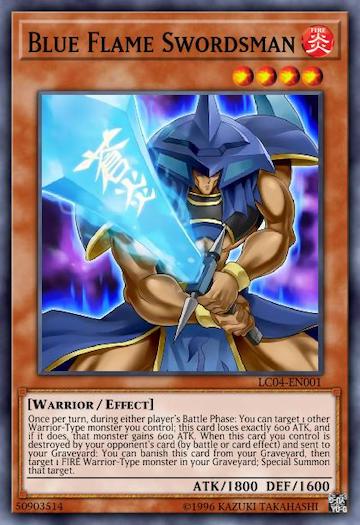 BLUE FLAME SWORDSMAN
FIRE
炎
蒼炎
LC04-EN001
[WARRIOR / EFFECT]
Once per turn, during either player's Battle Phase: You can target 1 other
Warrior-Type monster you control; this card loses exactly 600 ATK, and
if it does, that monster gains 600 ATK. When this card you control is
destroyed by your opponent's card (by battle or card effect) and sent to
your Graveyard: You can banish this card from your Graveyard, then
target 1 FIRE Warrior-Type monster in your Graveyard; Special Summon
that target.
ATK/1800 DEF/1600
50903514
©1996 KAZUKI TAKAHASHI